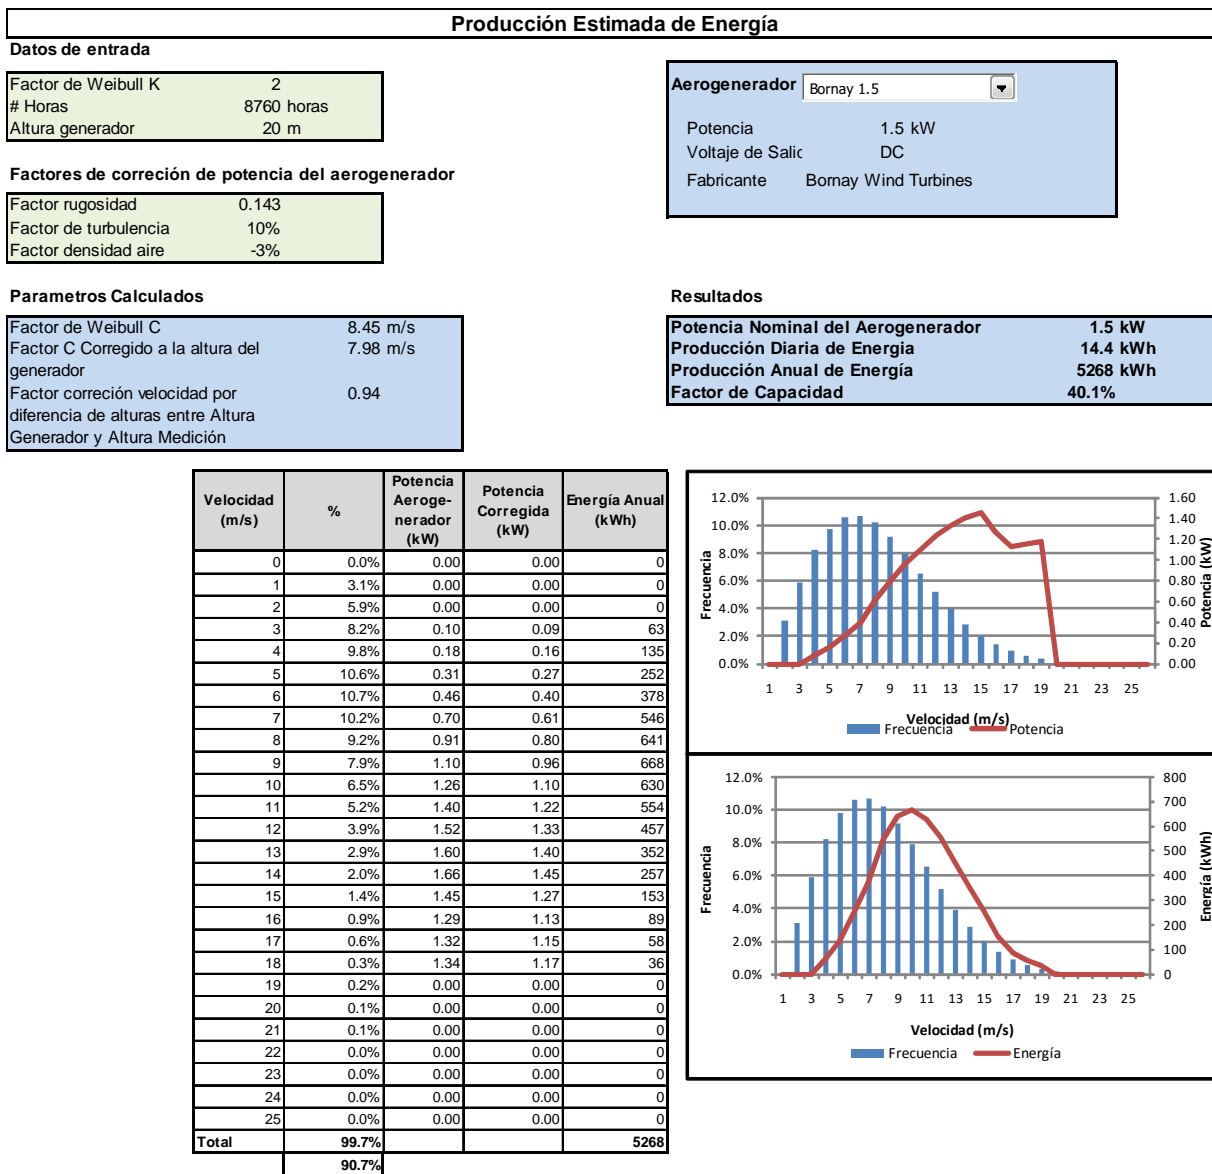 Producción Estimada de Energía
Datos de entrada
Factor de Weibull K 2
# Horas 8760 horas
Altura generador 20 m
Aerogenerador Bornay 1.5
Potencia 1.5 kW
Voltaje de Salic DC
Fabricante Bornay Wind Turbines
Factores de correción de potencia del aerogenerador
Factor rugosidad 0.143
Factor de turbulencia 10%
Factor densidad aire -3%
Parametros Calculados
Factor de Weibull C 8.45 m/s
Factor C Corregido a la altura del 7.98 m/s
generador
Factor correción velocidad por 0.94
diferencia de alturas entre Altura
Generador y Altura Medición
Resultados
Potencia Nominal del Aerogenerador 1.5 kW
Producción Diaria de Energia 14.4 kWh
Producción Anual de Energía 5268 kWh
Factor de Capacidad 40.1%
Velocidad (m/s) % Potencia Aeroge-nerador (kW) Potencia Corregida (kW) Energía Anual (kWh)
0 0.0% 0.00 0.00 0
1 3.1% 0.00 0.00 0
2 5.9% 0.00 0.00 0
3 8.2% 0.10 0.09 63
4 9.8% 0.18 0.16 135
5 10.6% 0.31 0.27 252
6 10.7% 0.46 0.40 378
7 10.2% 0.70 0.61 546
8 9.2% 0.91 0.80 641
9 7.9% 1.10 0.96 668
10 6.5% 1.26 1.10 630
11 5.2% 1.40 1.22 554
12 3.9% 1.52 1.33 457
13 2.9% 1.60 1.40 352
14 2.0% 1.66 1.45 257
15 1.4% 1.45 1.27 153
16 0.9% 1.29 1.13 89
17 0.6% 1.32 1.15 58
18 0.3% 1.34 1.17 36
19 0.2% 0.00 0.00 0
20 0.1% 0.00 0.00 0
21 0.1% 0.00 0.00 0
22 0.0% 0.00 0.00 0
23 0.0% 0.00 0.00 0
24 0.0% 0.00 0.00 0
25 0.0% 0.00 0.00 0
Total 99.7% 5268
90.7%
12.0% 1.60
1.40
10.0% 1.20
8.0% 1.00
6.0% 0.80
0.60
4.0% 0.40
2.0% 0.20
0.0% 0.00
Frecuencia
Potencia (kW)
1 3 5 7 9 11 13 15 17 19 21 23 25
Velocidad (m/s)
Frecuencia Potencia
12.0% 800
10.0% 700
600
8.0% 500
6.0% 400
4.0% 300
200
2.0% 100
0.0% 0
Frecuencia
Energía (kWh)
1 3 5 7 9 11 13 15 17 19 21 23 25
Velocidad (m/s)
Frecuencia Energía